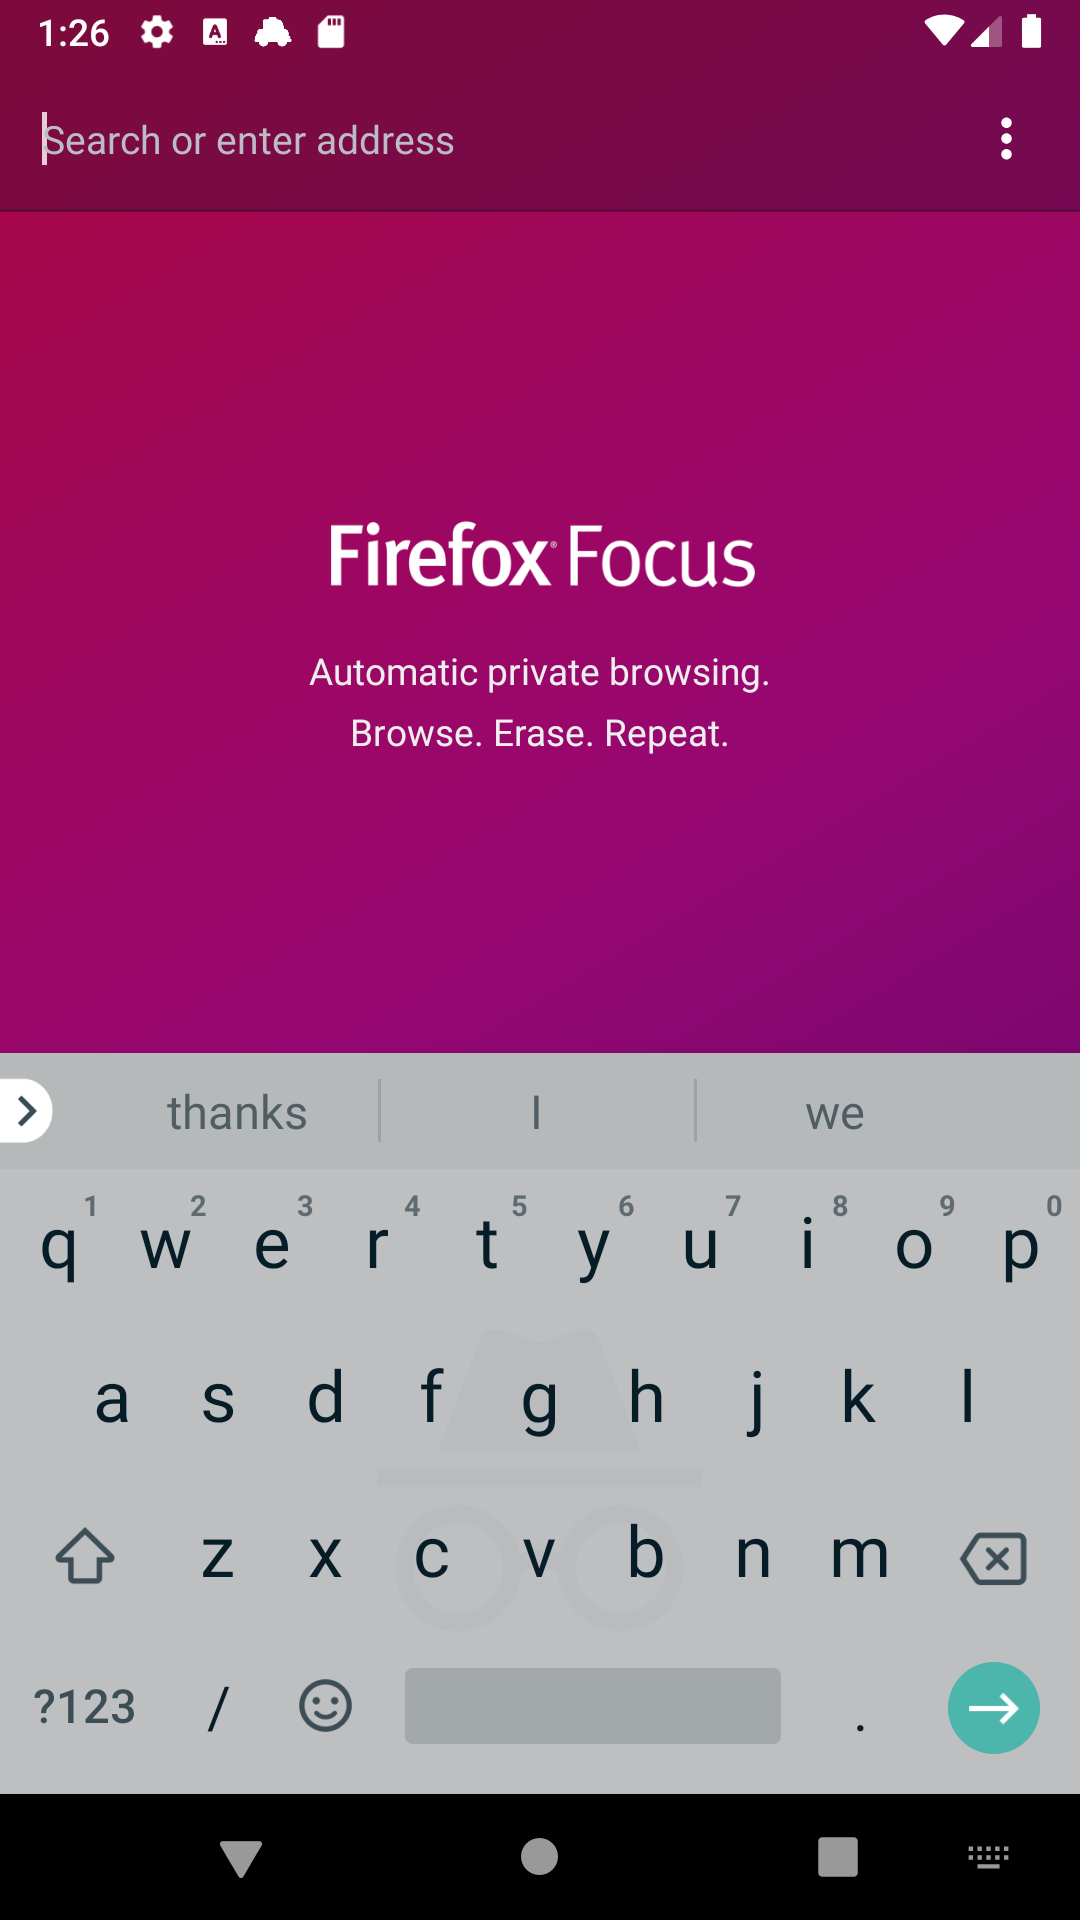 1:26
Search or enter address
Firefox Focus
Automatic private browsing.
Browse. Erase. Repeat.
thanks I we
1 2 3 4 5 6 7 8 9 0
q w e r t y u i o p
a s d f g h j k l
z x c v b n m
?123 / .